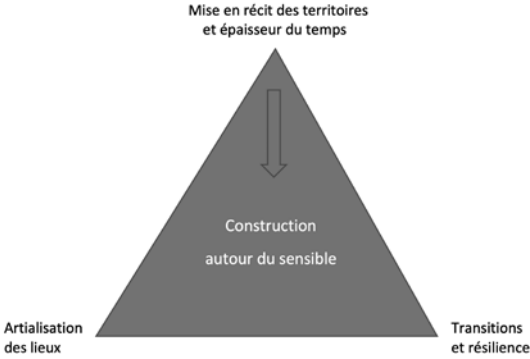 Mise en récit des territoires
et épaisseur du temps
Construction
autour du sensible
Artialisation
des lieux
Transitions
et résilience